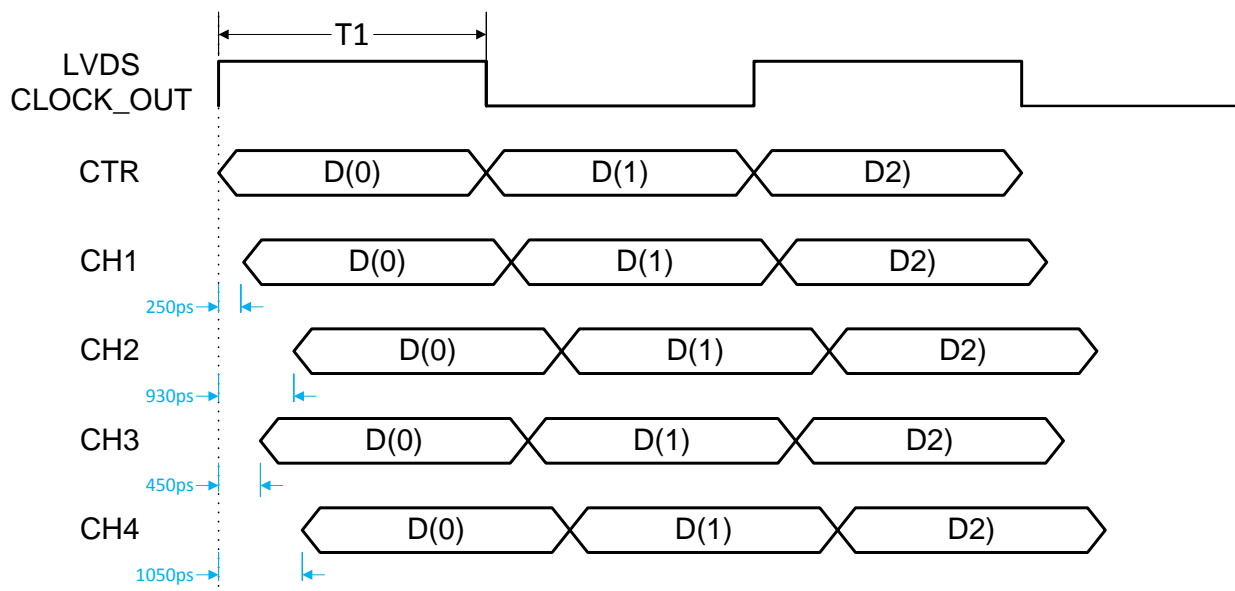 T1
LVDS
CLOCK_OUT
CTR D(0) D(1) D2)
CH1 D(0) D(1) D2)
250ps
CH2 D(0) D(1) D2)
930ps
CH3 D(0) D(1) D2)
450ps
CH4 D(0) D(1) D2)
1050ps